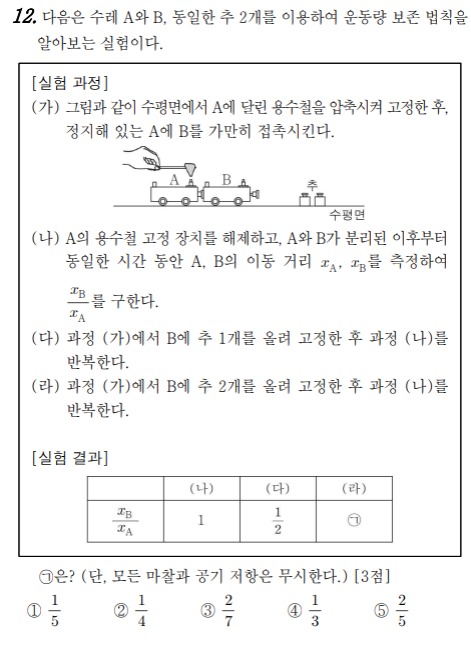 12. 다음은 수레 A와 B, 동일한 추 2개를 이용하여 운동량 보존 법칙을
알아보는 실험이다.
[실험 과정]
(가) 그림과 같이 수평면에서 A에 달린 용수철을 압축시켜 고정한 후,
정지해 있는 A에 B를 가만히 접촉시킨다.
A B 추
수평면
(나) A의 용수철 고정 장치를 해제하고, A와 B가 분리된 이후부터
동일한 시간 동안 A, B의 이동 거리 x_A, x_B를 측정하여
x_B/x_A를 구한다.
(다) 과정 (가)에서 B에 추 1개를 올려 고정한 후 과정 (나)를
반복한다.
(라) 과정 (가)에서 B에 추 2개를 올려 고정한 후 과정 (나)를
반복한다.
[실험 결과]
(나) (다) (라)
x_B/x_A 1 1/2 ㉠
㉠은? (단, 모든 마찰과 공기 저항은 무시한다.) [3점]
① 1/5 ② 1/4 ③ 2/7 ④ 1/3 ⑤ 2/5